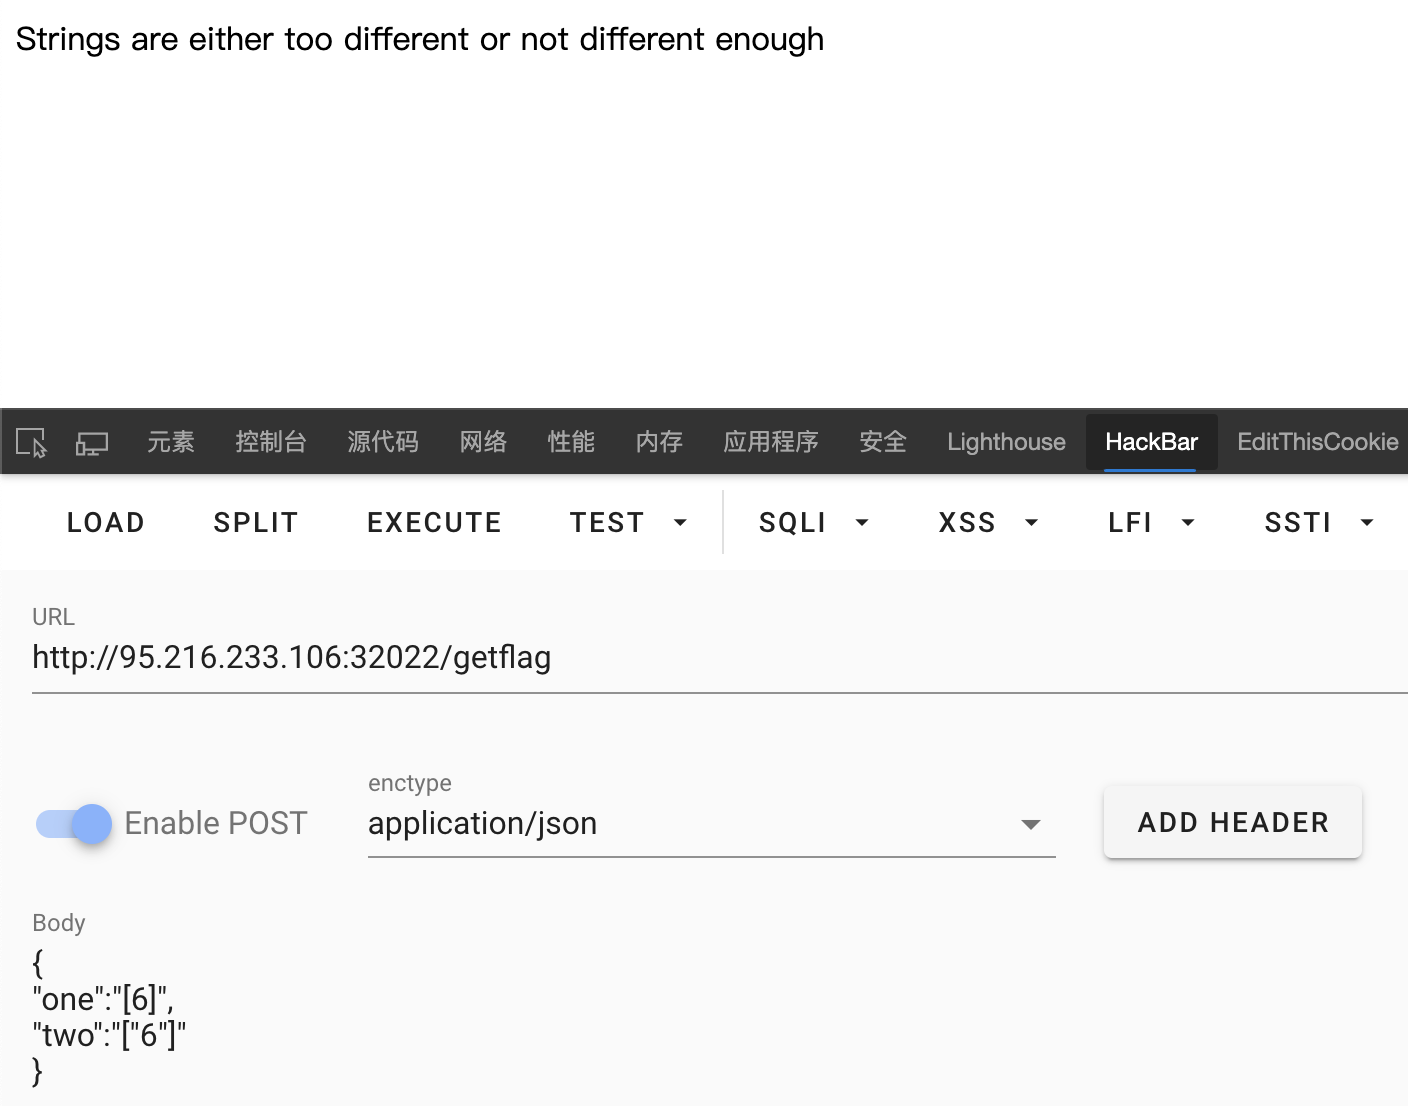 Strings are either too different or not different enough
元素 控制台 源代码 网络 性能 内存 应用程序 安全 Lighthouse HackBar EditThisCookie
LOAD SPLIT EXECUTE TEST SQLI XSS LFI SSTI
URL
http://95.216.233.106:32022/getflag
enctype
Enable POST application/json ADD HEADER
Body
{
"one":"[6]",
"two":"["6"]"
}